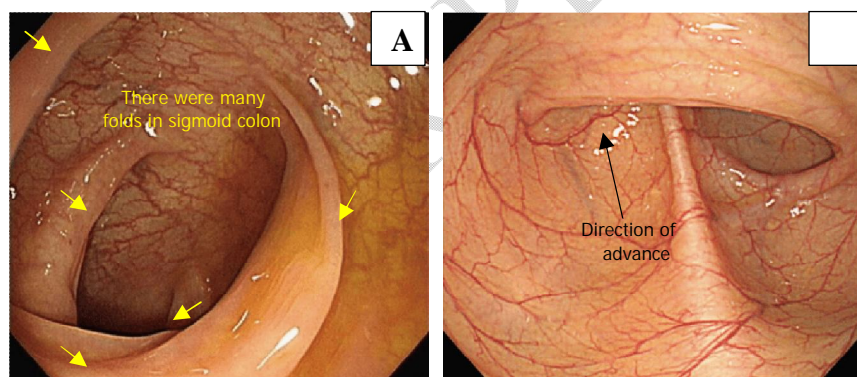 A
There were many
folds in sigmoid colon
Direction of
advance